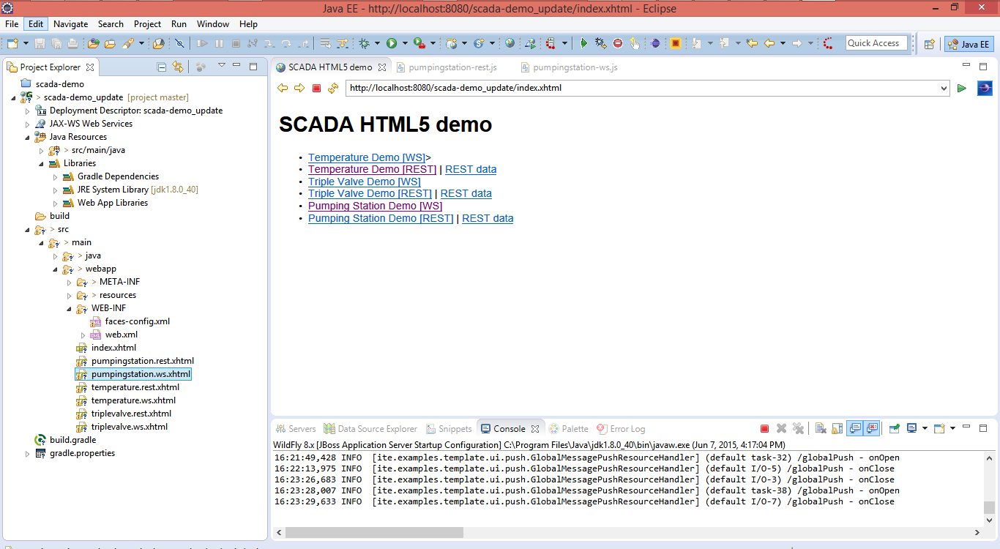 Java EE - http://localhost:8080/scada-demo_update/index.xhtml - Eclipse
File Edit Navigate Search Project Run Window Help
Quick Access
Java EE
Project Explorer
scada-demo
> scada-demo_update [project master]
Deployment Descriptor: scada-demo_update
JAX-WS Web Services
Java Resources
> src/main/java
Libraries
Gradle Dependencies
JRE System Library [jdk1.8.0_40]
Web App Libraries
build
> src
> main
> java
> webapp
> META-INF
> resources
WEB-INF
faces-config.xml
web.xml
index.xhtml
pumpingstation.rest.xhtml
pumpingstation.ws.xhtml
temperature.rest.xhtml
temperature.ws.xhtml
triplevalve.rest.xhtml
triplevalve.ws.xhtml
build.gradle
gradle.properties
SCADA HTML5 demo pumpingstation-rest.js pumpingstation-ws.js
http://localhost:8080/scada-demo_update/index.xhtml
SCADA HTML5 demo
• Temperature Demo [WS]>
• Temperature Demo [REST] | REST data
• Triple Valve Demo [WS]
• Triple Valve Demo [REST] | REST data
• Pumping Station Demo [WS]
• Pumping Station Demo [REST] | REST data
Servers Data Source Explorer Snippets Console Palette Error Log
WildFly 8.x [JBoss Application Server Startup Configuration] C:\Program Files\Java\jdk1.8.0_40\bin\javaw.exe (Jun 7, 2015, 4:17:04 PM)
16:21:49,428 INFO [ite.examples.template.ui.push.GlobalMessagePushResourceHandler] (default task-32) /globalPush - onOpen
16:22:13,975 INFO [ite.examples.template.ui.push.GlobalMessagePushResourceHandler] (default I/O-5) /globalPush - onClose
16:23:26,683 INFO [ite.examples.template.ui.push.GlobalMessagePushResourceHandler] (default I/O-3) /globalPush - onClose
16:23:28,007 INFO [ite.examples.template.ui.push.GlobalMessagePushResourceHandler] (default task-38) /globalPush - onOpen
16:23:29,633 INFO [ite.examples.template.ui.push.GlobalMessagePushResourceHandler] (default I/O-7) /globalPush - onClose